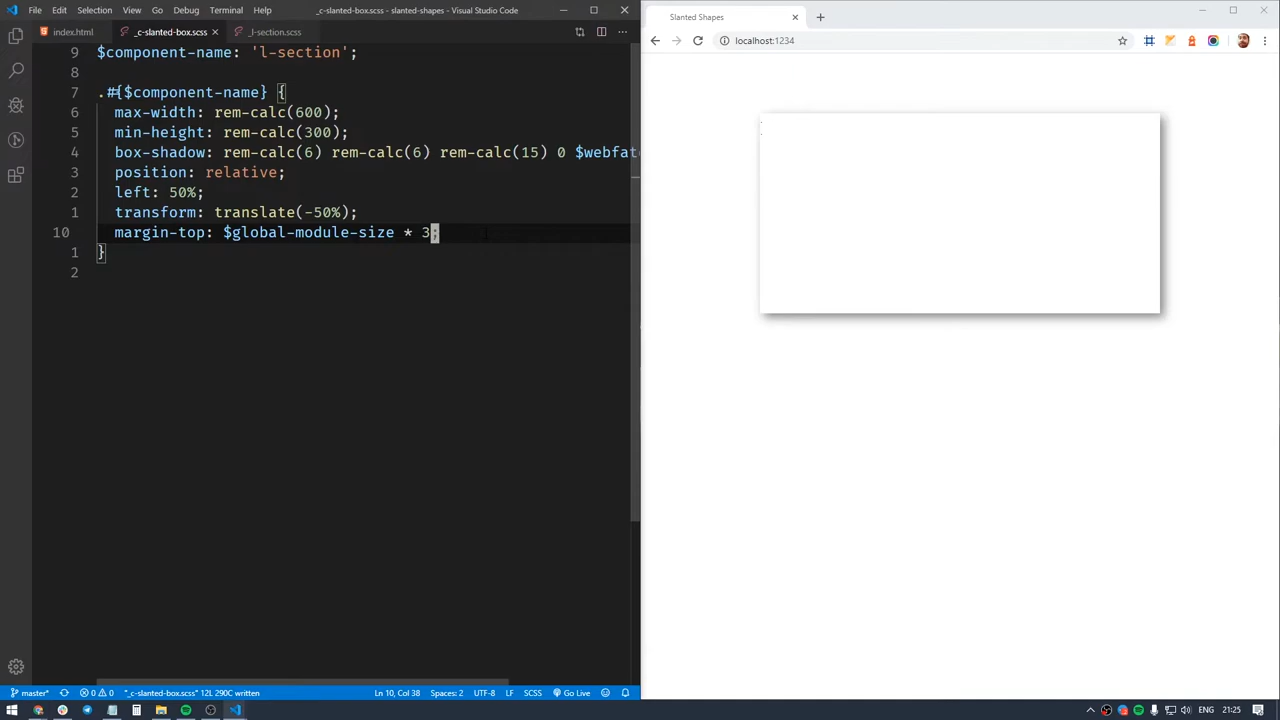 File Edit Selection View Go Debug Terminal Help _c-slanted-box.scss - slanted-shapes - Visual Studio Code
Slanted Shapes
index.html _c-slanted-box.scss _l-section.scss
localhost:1234
9 $component-name: 'l-section';
8
7 .#{$component-name} {
6 max-width: rem-calc(600);
5 min-height: rem-calc(300);
4 box-shadow: rem-calc(6) rem-calc(6) rem-calc(15) 0 $webfat
3 position: relative;
2 left: 50%;
1 transform: translate(-50%);
10 margin-top: $global-module-size * 3;
1 }
2
master* 0 0 "_c-slanted-box.scss" 12L 290C written Ln 10, Col 38 Spaces: 2 UTF-8 LF SCSS Go Live
ENG 21:25